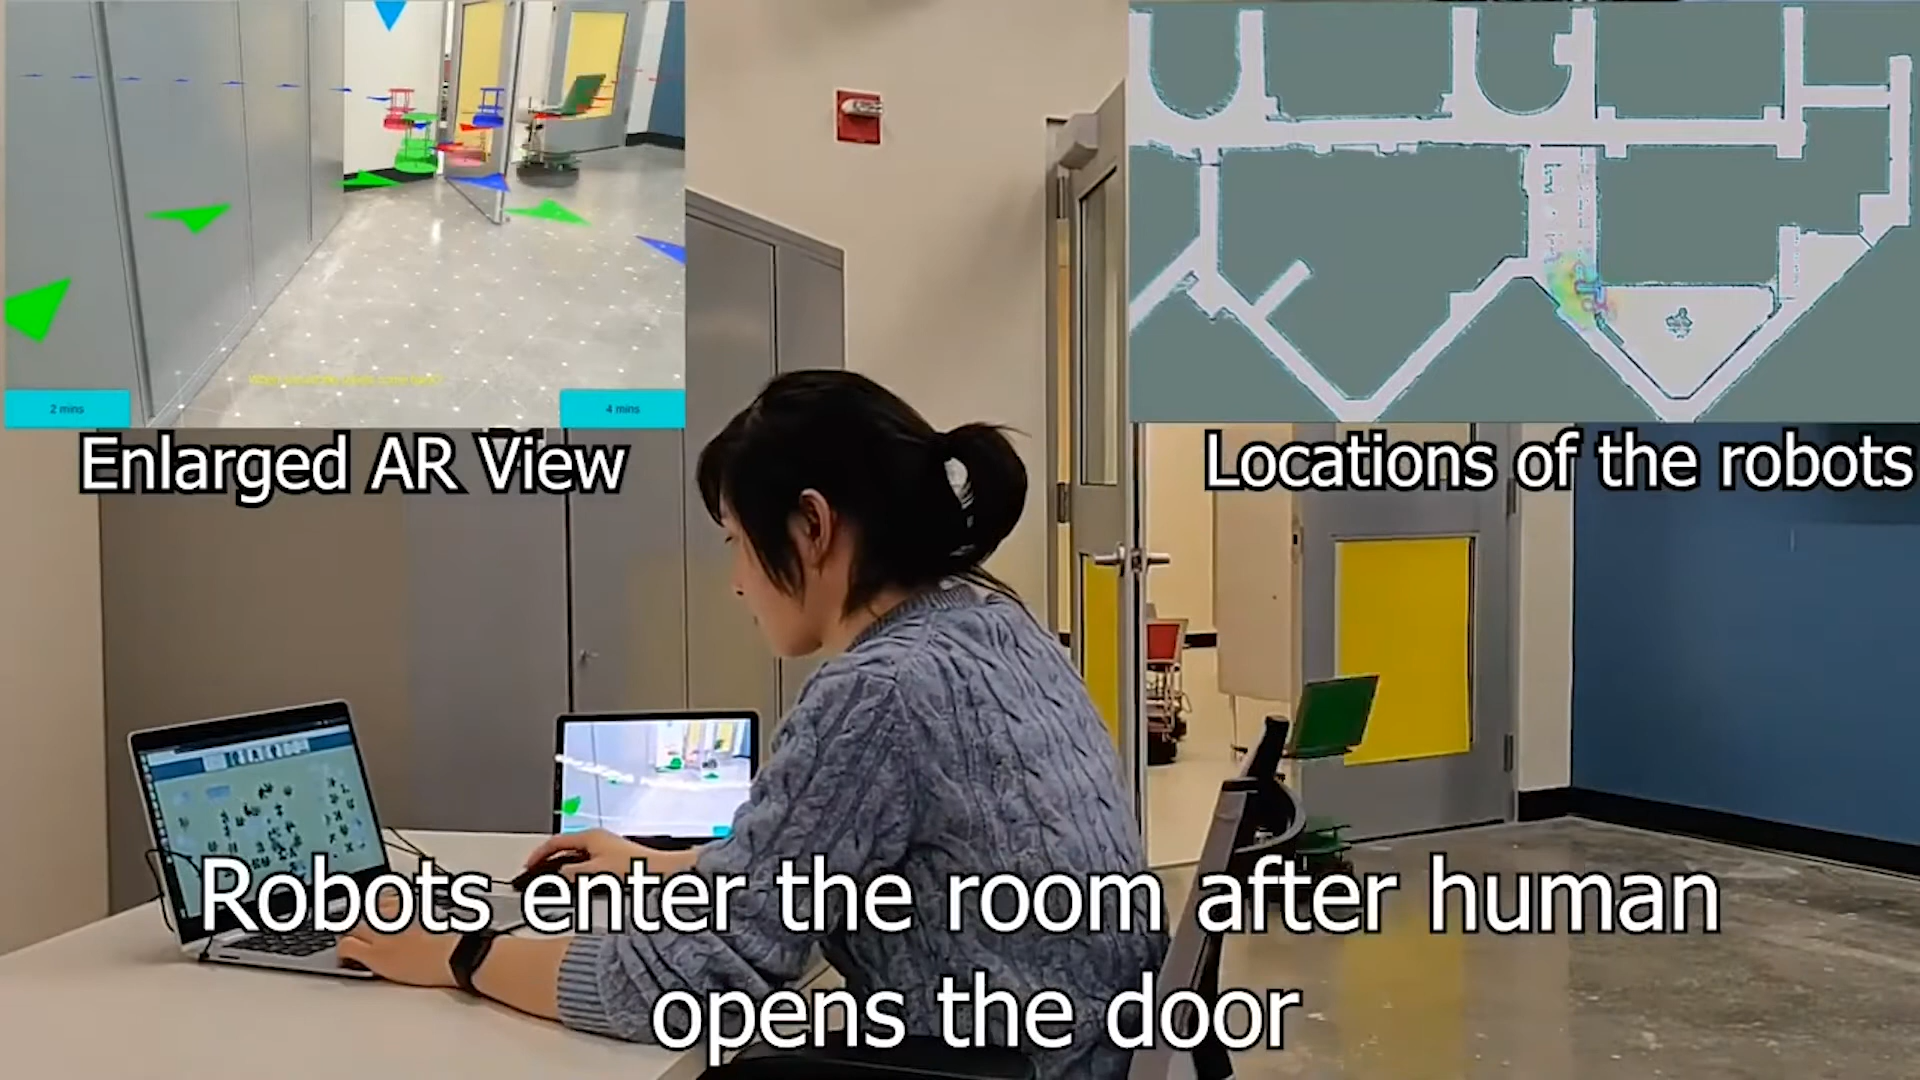 2 mins
4 mins
Enlarged AR View
Locations of the robots
Robots enter the room after human
opens the door